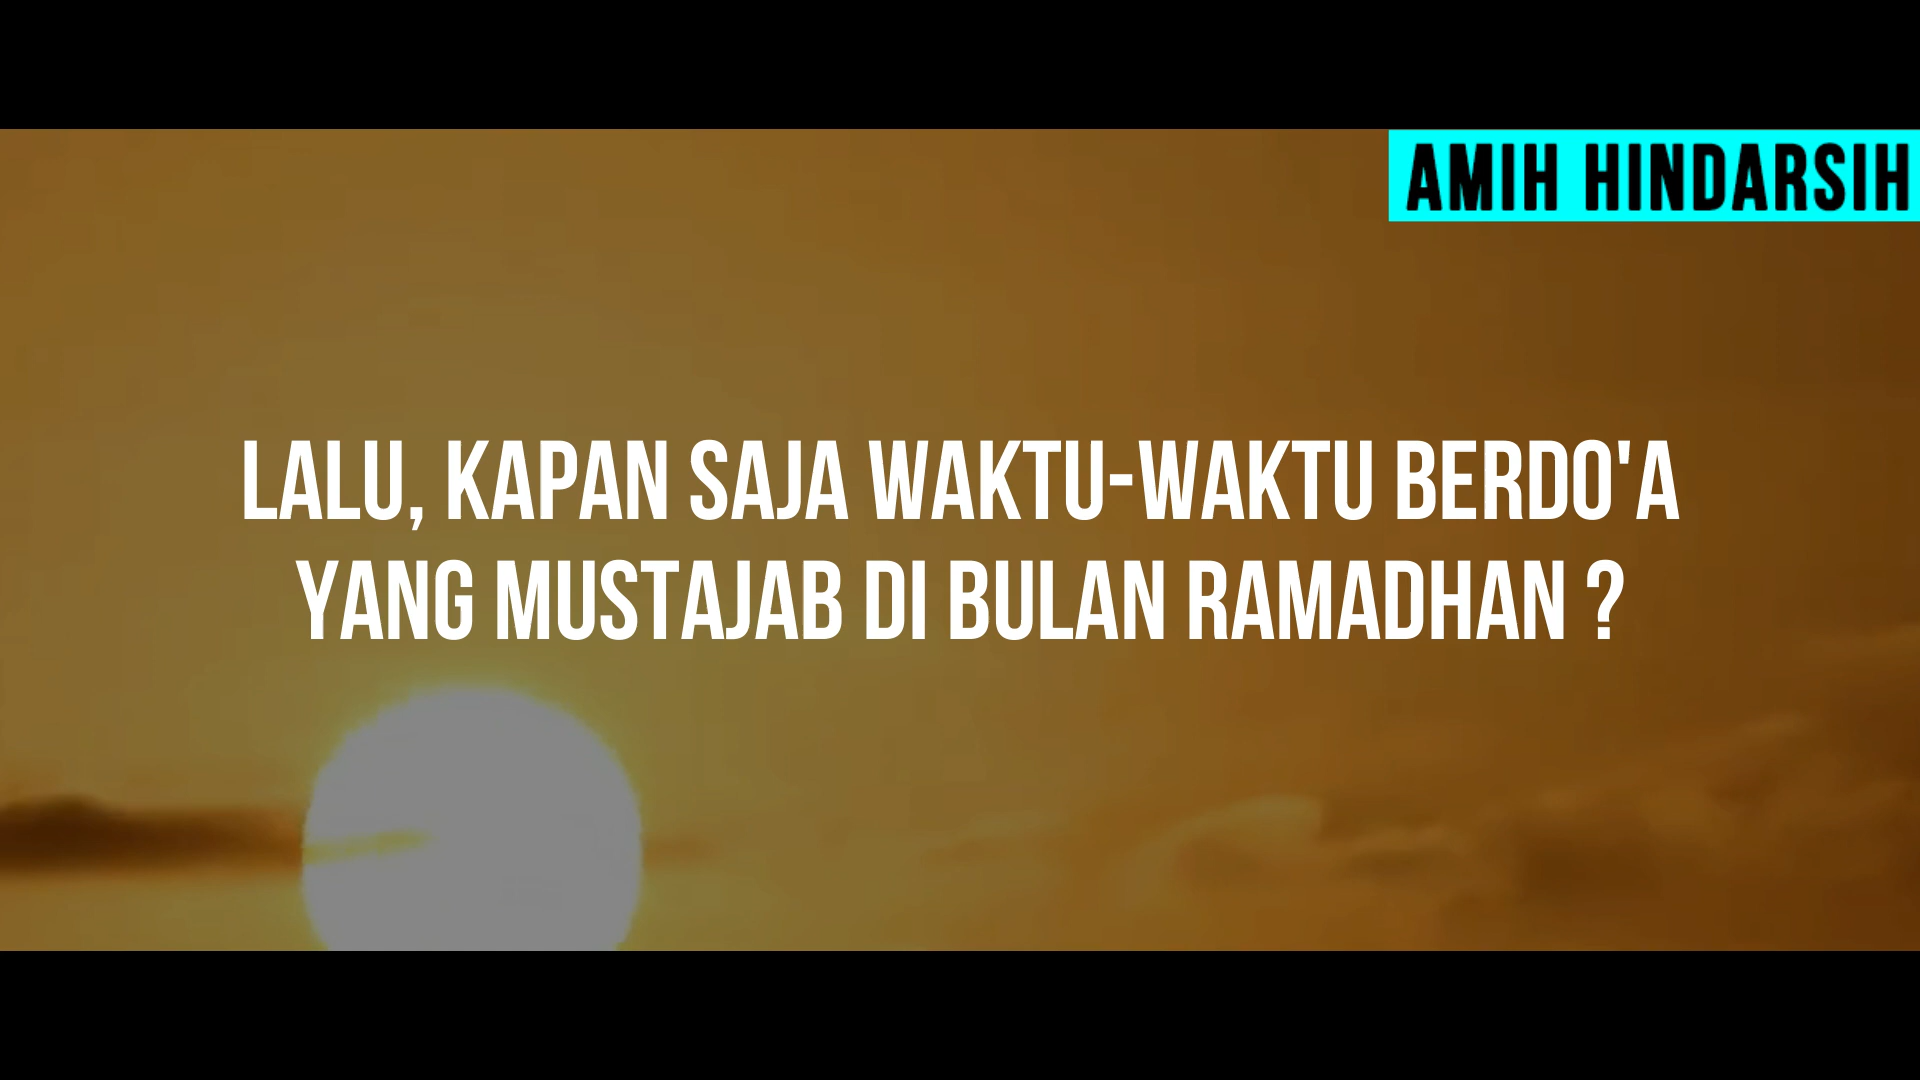 AMIH HINDARSIH
LALU, KAPAN SAJA WAKTU-WAKTU BERDO'A
YANG MUSTAJAB DI BULAN RAMADHAN ?